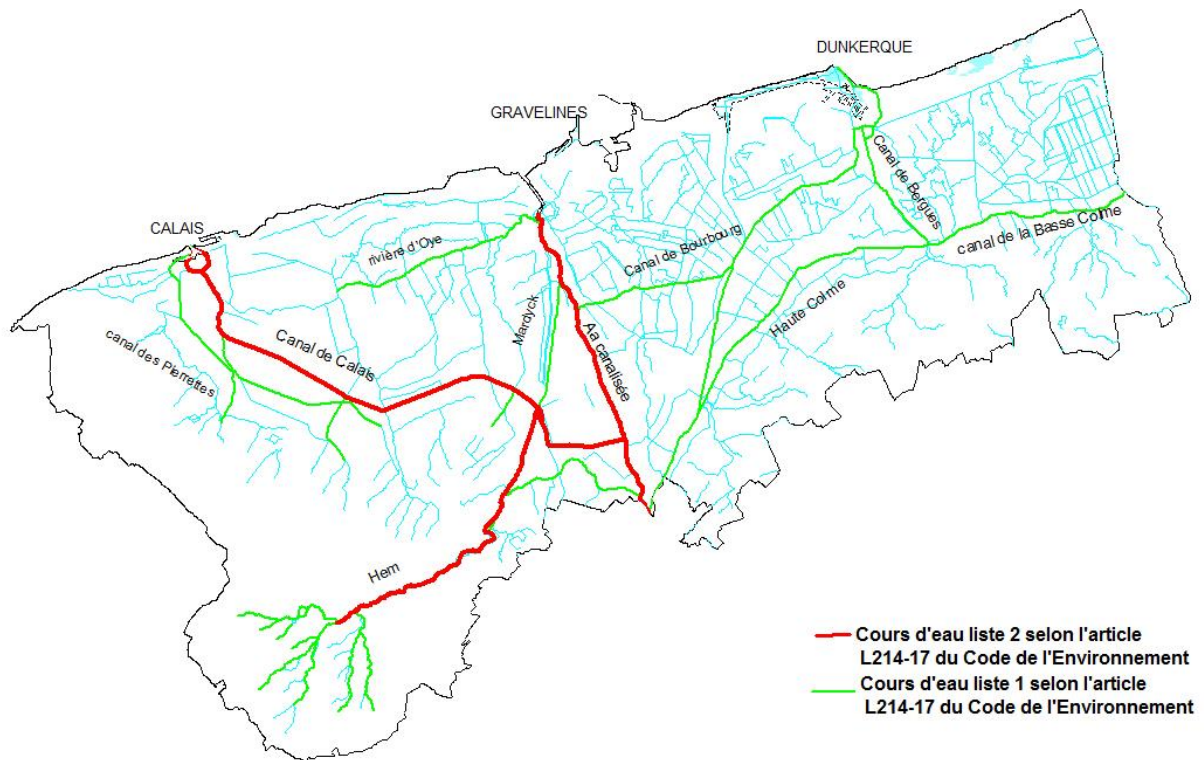 DUNKERQUE
GRAVELINES
CALAIS
Canal de Bergues
canal de la Basse Colme
rivière d'Oye
Canal de Bourbourg
Mardyck
Haute Colme
Aa canalisée
Canal de Calais
canal des Pierrettes
Hem
Cours d'eau liste 2 selon l'article
L214-17 du Code de l'Environnement
Cours d'eau liste 1 selon l'article
L214-17 du Code de l'Environnement